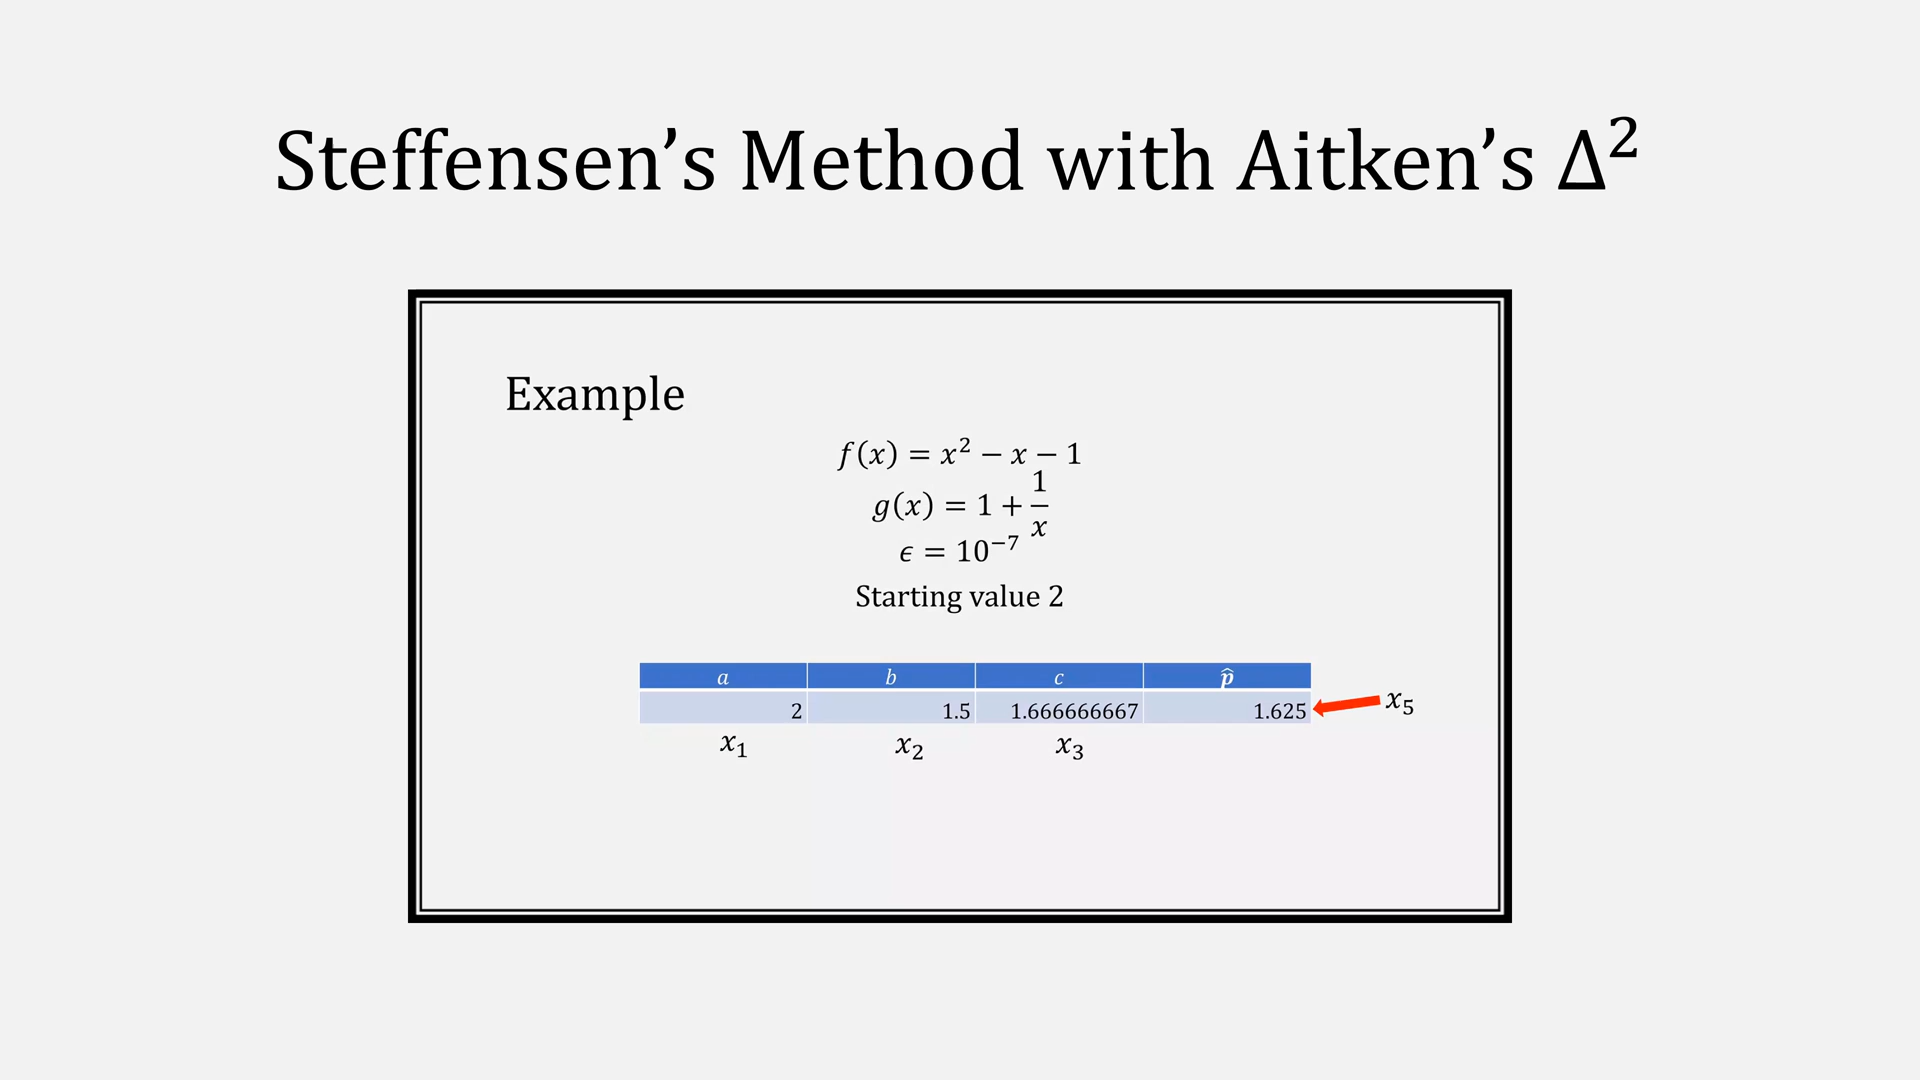 Steffensen’s Method with Aitken’s Δ²
Example
f(x) = x² − x − 1
g(x) = 1 + 1/x
ϵ = 10⁻⁷
Starting value 2
a b c p̂
2 1.5 1.666666667 1.625 x₅
x₁ x₂ x₃